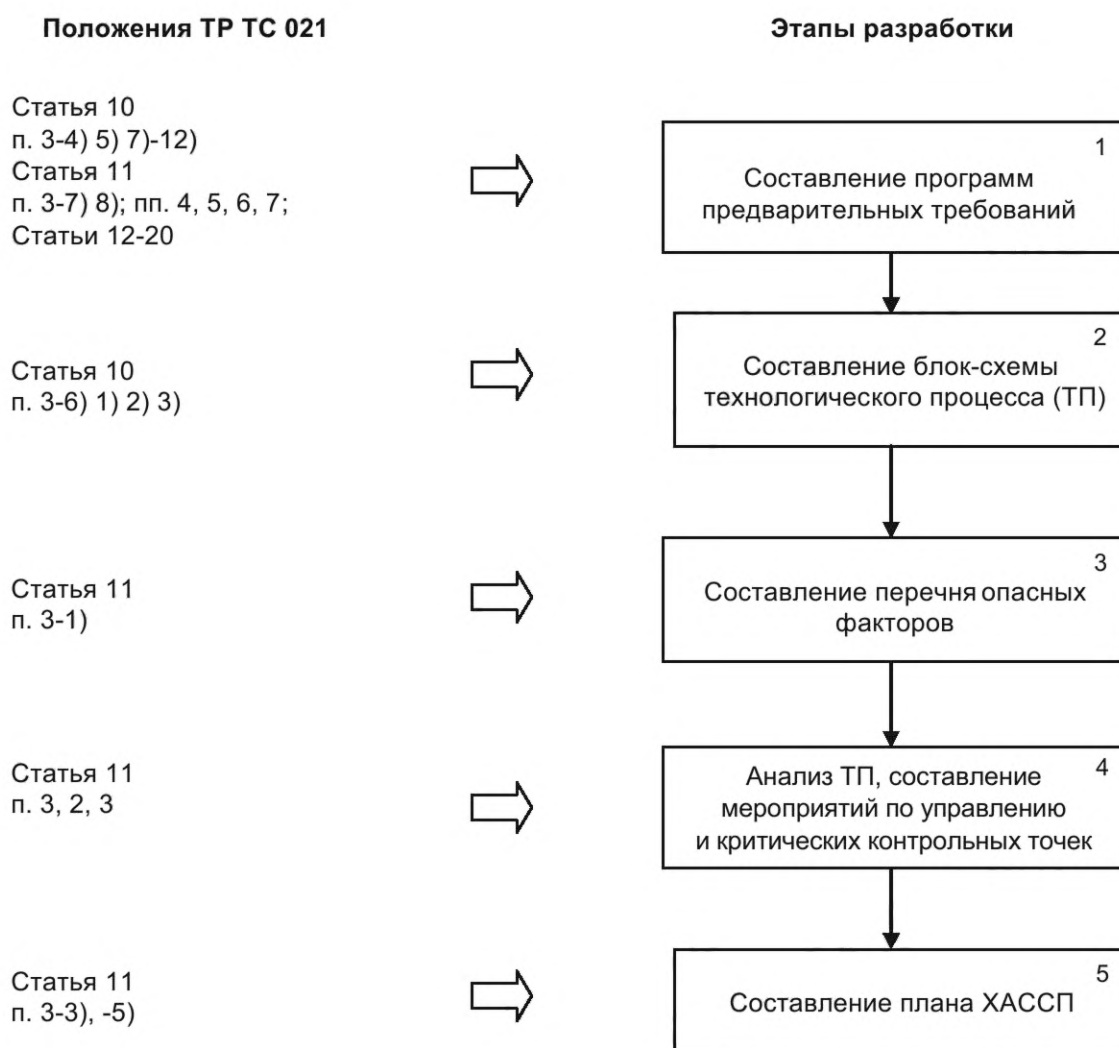 Положения ТР ТС 021
Этапы разработки
Статья 10
п. 3-4) 5) 7)-12)
Статья 11
п. 3-7) 8); пп. 4, 5, 6, 7;
Статьи 12-20
1
Составление программ
предварительных требований
Статья 10
п. 3-6) 1) 2) 3)
2
Составление блок-схемы
технологического процесса (ТП)
Статья 11
п. 3-1)
3
Составление перечня опасных
факторов
Статья 11
п. 3, 2, 3
4
Анализ ТП, составление
мероприятий по управлению
и критических контрольных точек
Статья 11
п. 3-3), -5)
5
Составление плана ХАССП